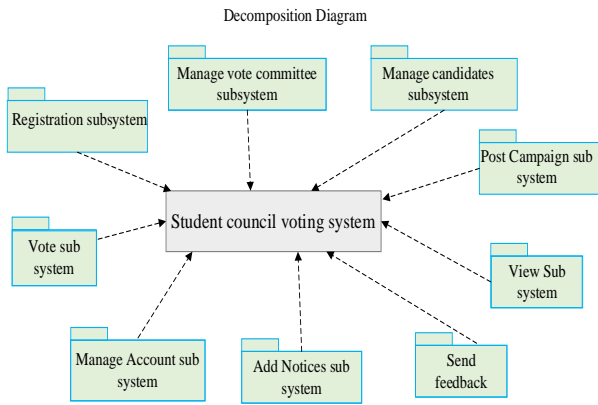 Decomposition Diagram
Manage vote committee
subsystem
Manage candidates
subsystem
Registration subsystem
Post Campaign sub
system
Student council voting system
Vote sub
system
View Sub
system
Manage Account sub
system
Add Notices sub
system
Send
feedback